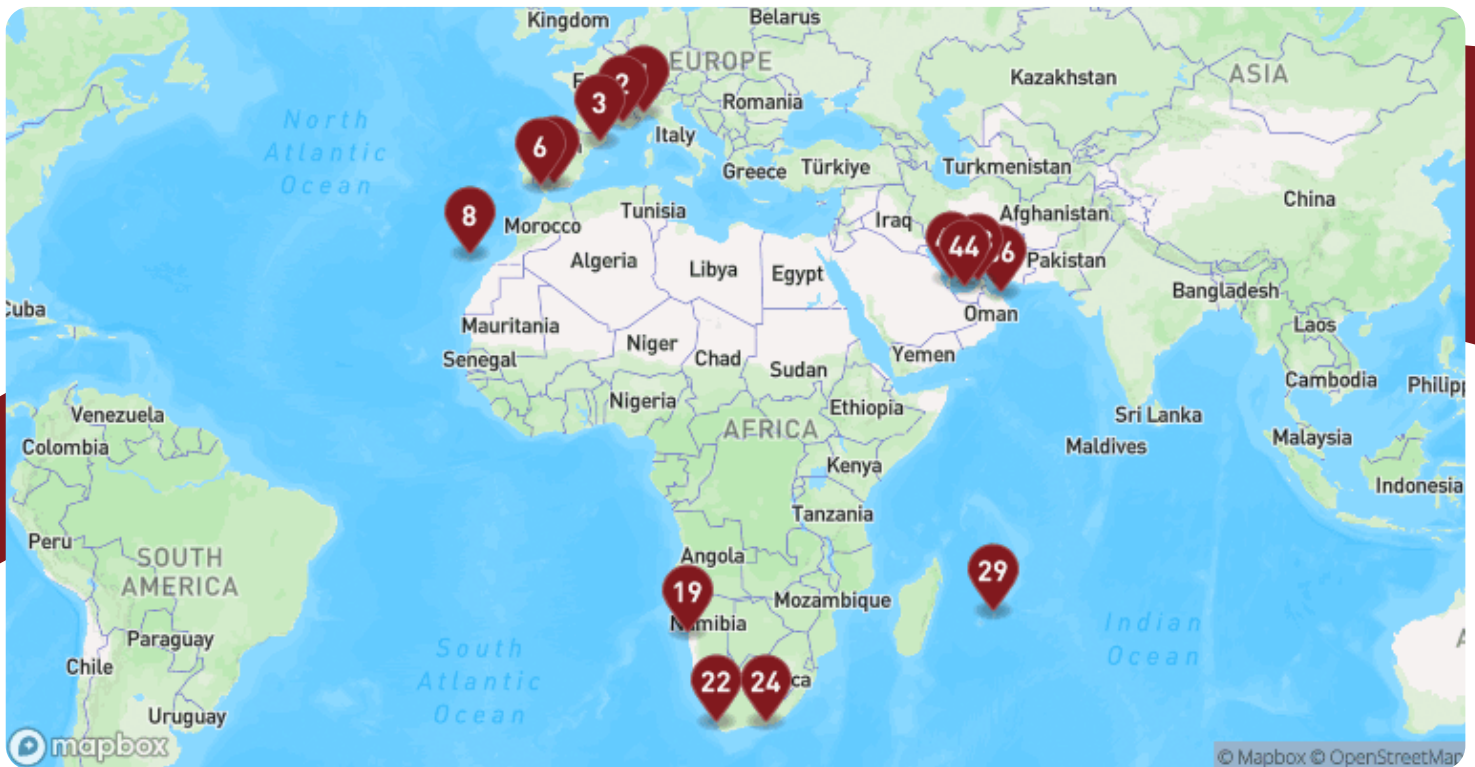 Kingdom
Belarus
EUROPE
Kazakhstan
ASIA
2
3
Romania
Italy
6
Greece
Türkiye
Turkmenistan
China
8
Morocco
Tunisia
Iraq
Afghanistan
44
Pakistan
Algeria
Libya
Egypt
North
Atlantic
Ocean
Bangladesh
Cuba
Mauritania
Oman
Laos
Niger
Chad
Senegal
Sudan
Yemen
Cambodia
Nigeria
Ethiopia
Venezuela
Sri Lanka
AFRICA
Colombia
Maldives
Malaysia
Kenya
Indonesia
Tanzania
Peru
SOUTH
AMERICA
Angola
29
19
Mozambique
Namibia
Paraguay
Indian
Ocean
Chile
South
Atlantic
Ocean
22
24
Uruguay
mapbox
© Mapbox © OpenStreetMap